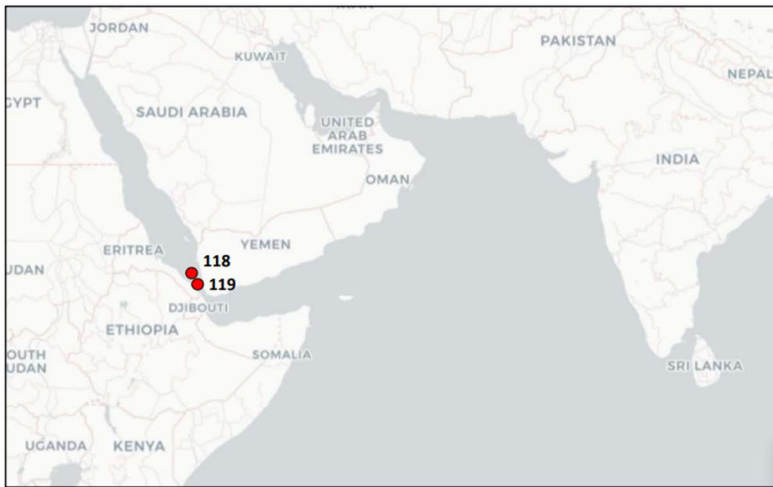 JORDAN
KUWAIT
PAKISTAN
NEPAL
GYPT
SAUDI ARABIA
UNITED
ARAB
EMIRATES
INDIA
OMAN
ERITREA
YEMEN
118
UDAN
119
DJIBOUTI
ETHIOPIA
SOMALIA
OUTH
UDAN
SRI LANKA
UGANDA
KENYA